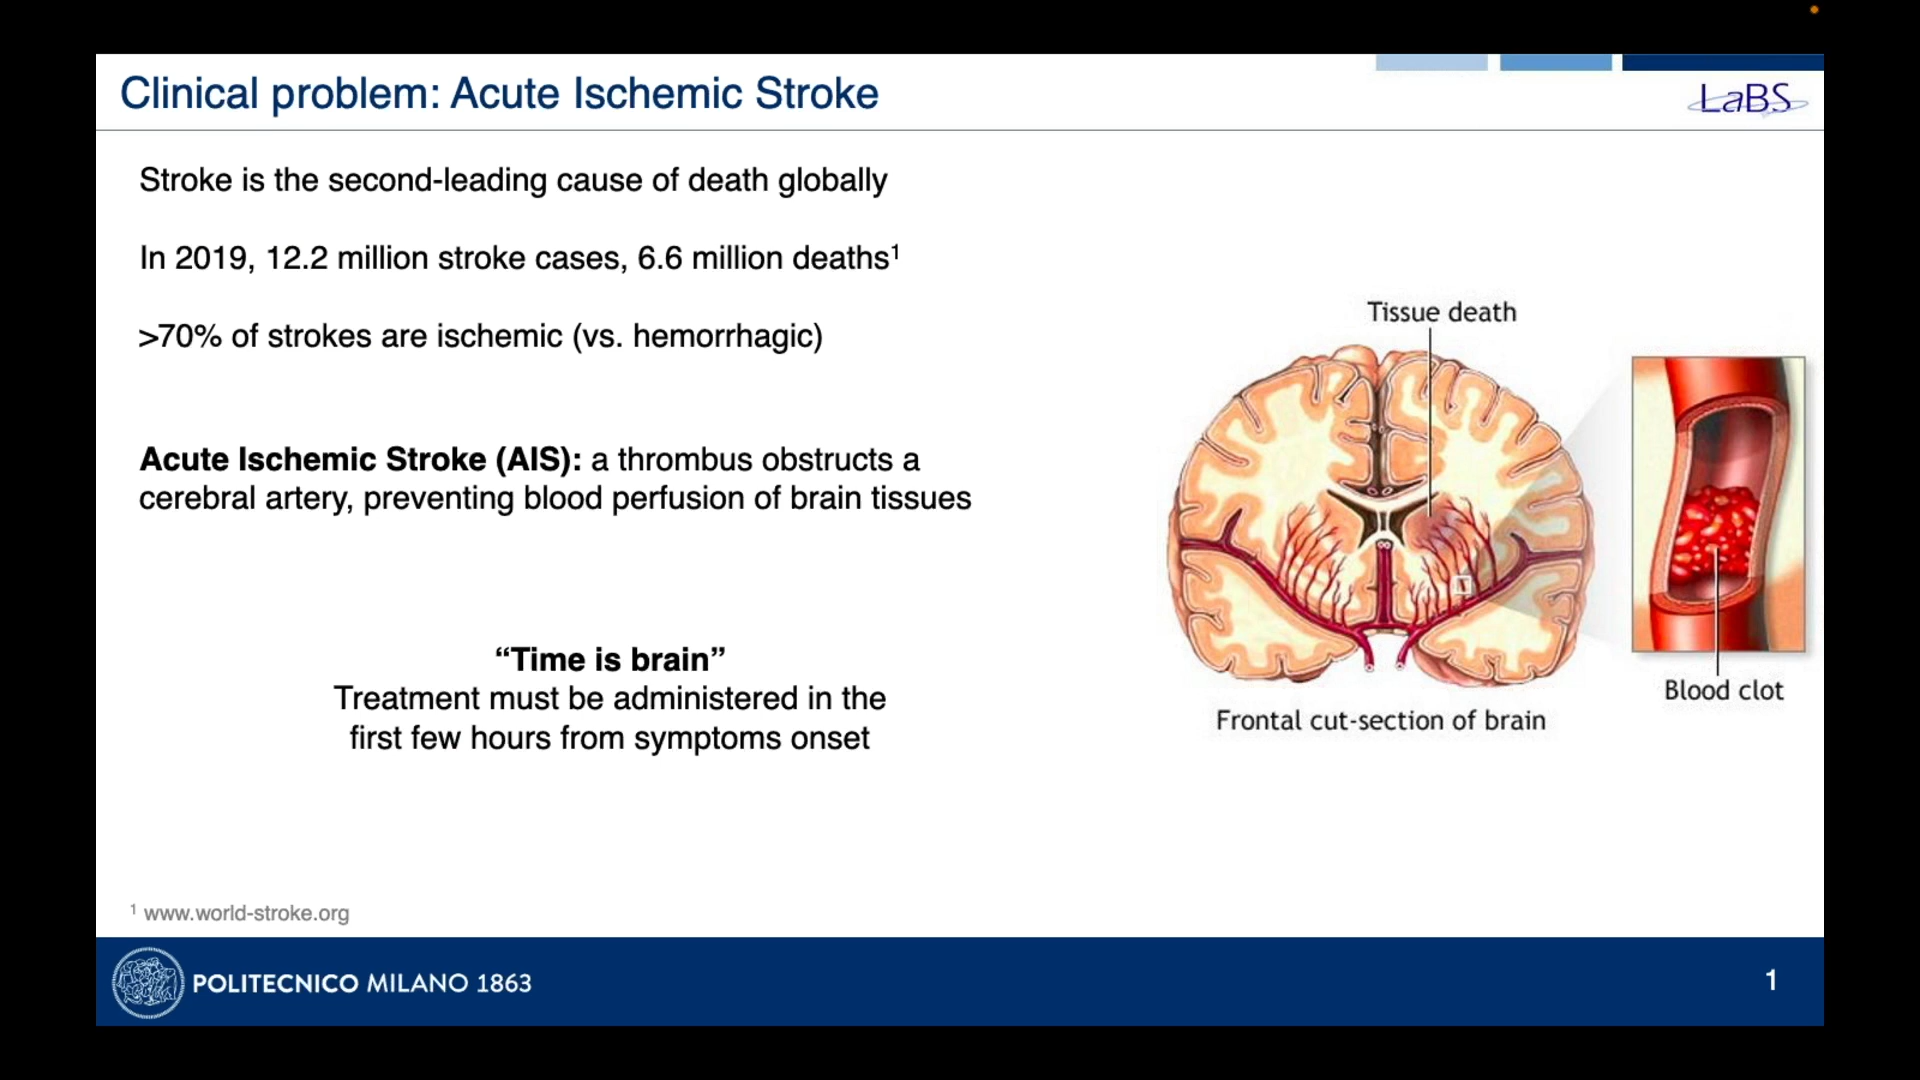 Clinical problem: Acute Ischemic Stroke
LaBS
Stroke is the second-leading cause of death globally
In 2019, 12.2 million stroke cases, 6.6 million deaths¹
>70% of strokes are ischemic (vs. hemorrhagic)
Acute Ischemic Stroke (AIS): a thrombus obstructs a
cerebral artery, preventing blood perfusion of brain tissues
“Time is brain”
Treatment must be administered in the
first few hours from symptoms onset
Tissue death
Blood clot
Frontal cut-section of brain
¹ www.world-stroke.org
POLITECNICO MILANO 1863
1